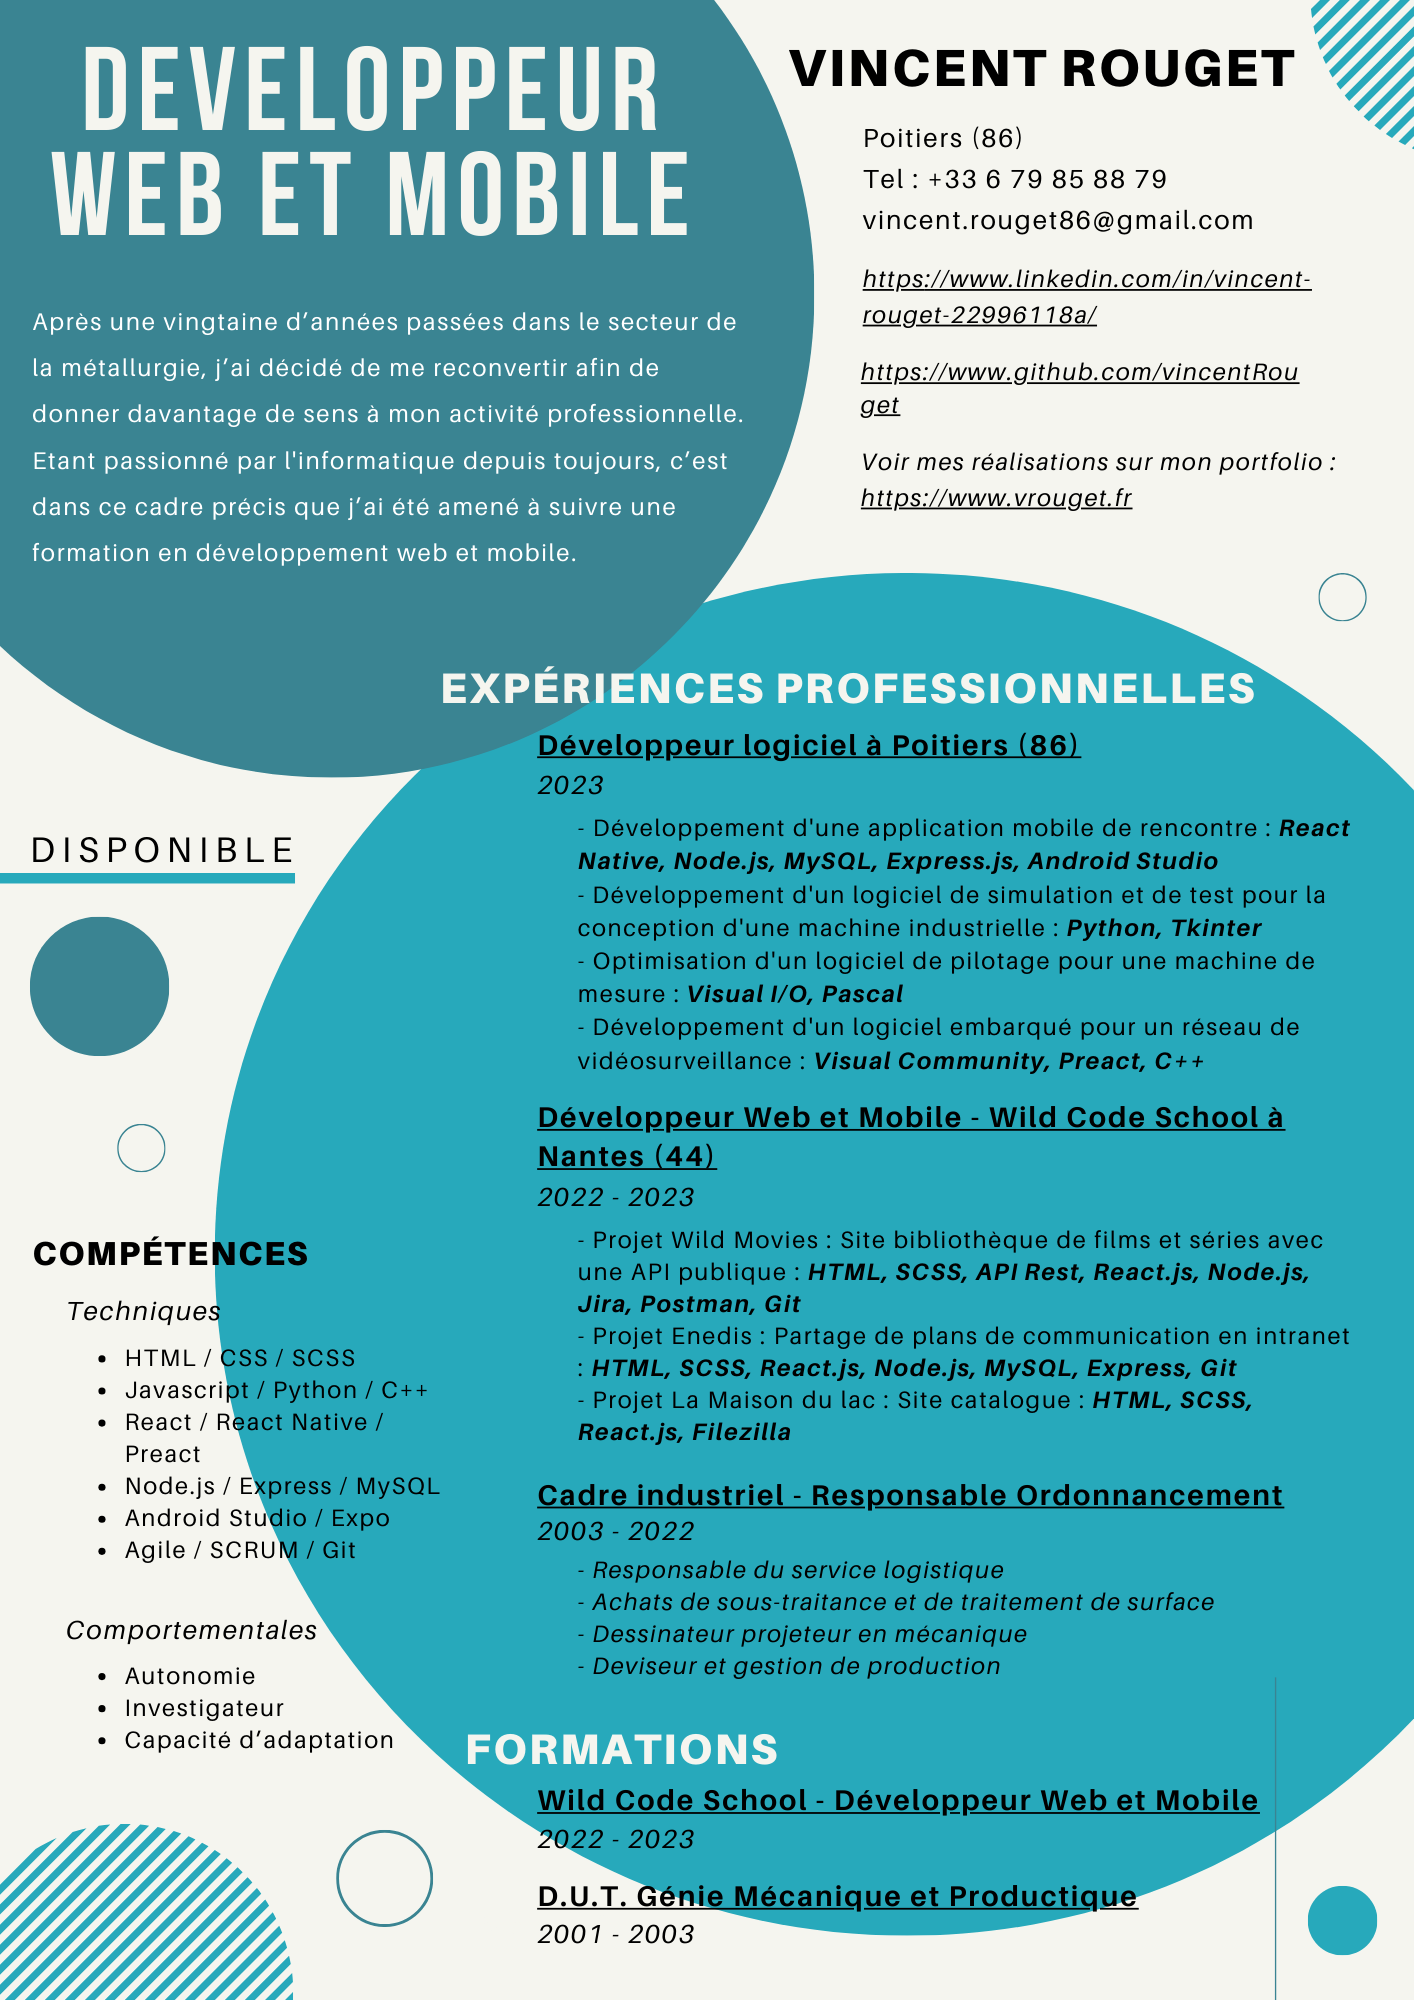 DEVELOPPEUR
WEB ET MOBILE
Après une vingtaine d’années passées dans le secteur de
la métallurgie, j’ai décidé de me reconvertir afin de
donner davantage de sens à mon activité professionnelle.
Etant passionné par l'informatique depuis toujours, c’est
dans ce cadre précis que j’ai été amené à suivre une
formation en développement web et mobile.
VINCENT ROUGET
Poitiers (86)
Tel : +33 6 79 85 88 79
vincent.rouget86@gmail.com
https://www.linkedin.com/in/vincent-
rouget-22996118a/
https://www.github.com/vincentRou
get
Voir mes réalisations sur mon portfolio :
https://www.vrouget.fr
DISPONIBLE
COMPÉTENCES
Techniques
• HTML / CSS / SCSS
• Javascript / Python / C++
• React / React Native /
Preact
• Node.js / Express / MySQL
• Android Studio / Expo
• Agile / SCRUM / Git
Comportementales
• Autonomie
• Investigateur
• Capacité d’adaptation
EXPÉRIENCES PROFESSIONNELLES
Développeur logiciel à Poitiers (86)
2023
- Développement d'une application mobile de rencontre : React
Native, Node.js, MySQL, Express.js, Android Studio
- Développement d'un logiciel de simulation et de test pour la
conception d'une machine industrielle : Python, Tkinter
- Optimisation d'un logiciel de pilotage pour une machine de
mesure : Visual I/O, Pascal
- Développement d'un logiciel embarqué pour un réseau de
vidéosurveillance : Visual Community, Preact, C++
Développeur Web et Mobile - Wild Code School à
Nantes (44)
2022 - 2023
- Projet Wild Movies : Site bibliothèque de films et séries avec
une API publique : HTML, SCSS, API Rest, React.js, Node.js,
Jira, Postman, Git
- Projet Enedis : Partage de plans de communication en intranet
: HTML, SCSS, React.js, Node.js, MySQL, Express, Git
- Projet La Maison du lac : Site catalogue : HTML, SCSS,
React.js, Filezilla
Cadre industriel - Responsable Ordonnancement
2003 - 2022
- Responsable du service logistique
- Achats de sous-traitance et de traitement de surface
- Dessinateur projeteur en mécanique
- Deviseur et gestion de production
FORMATIONS
Wild Code School - Développeur Web et Mobile
2022 - 2023
D.U.T. Génie Mécanique et Productique
2001 - 2003